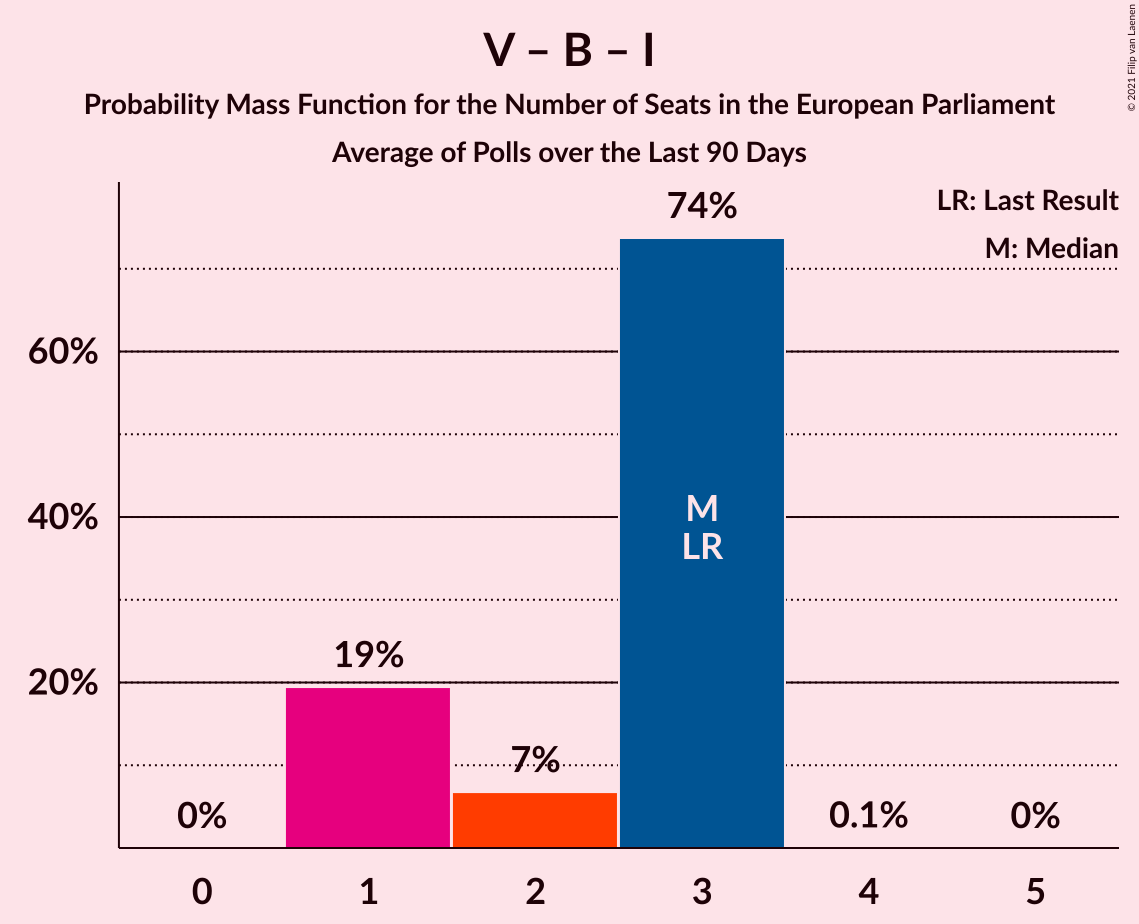 V – B – I
Probability Mass Function for the Number of Seats in the European Parliament
Average of Polls over the Last 90 Days
© 2021 Filip van Laenen
LR: Last Result
M: Median
74%
60%
40%
20%
M
LR
19%
7%
0%
0.1%
0%
0 1 2 3 4 5